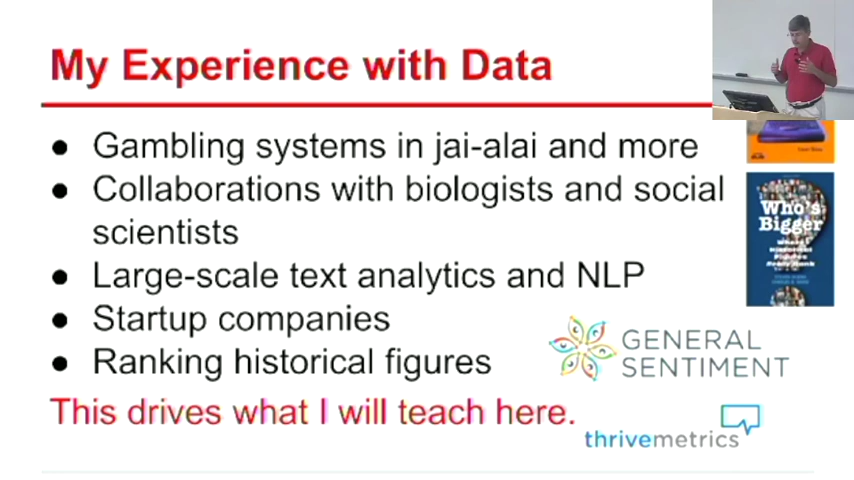 My Experience with Data
● Gambling systems in jai-alai and more
● Collaborations with biologists and social
scientists
● Large-scale text analytics and NLP
● Startup companies
● Ranking historical figures
This drives what I will teach here.
Who's
Bigger
GENERAL
SENTIMENT
thrivemetrics